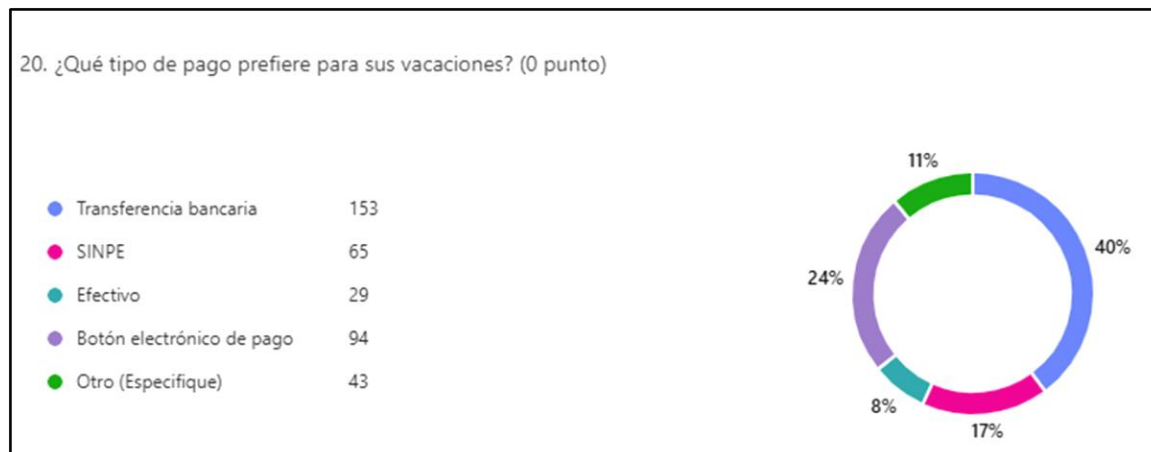 20. ¿Qué tipo de pago prefiere para sus vacaciones? (0 punto)
Transferencia bancaria 153
SINPE 65
Efectivo 29
Botón electrónico de pago 94
Otro (Especifique) 43
11%
40%
24%
8%
17%